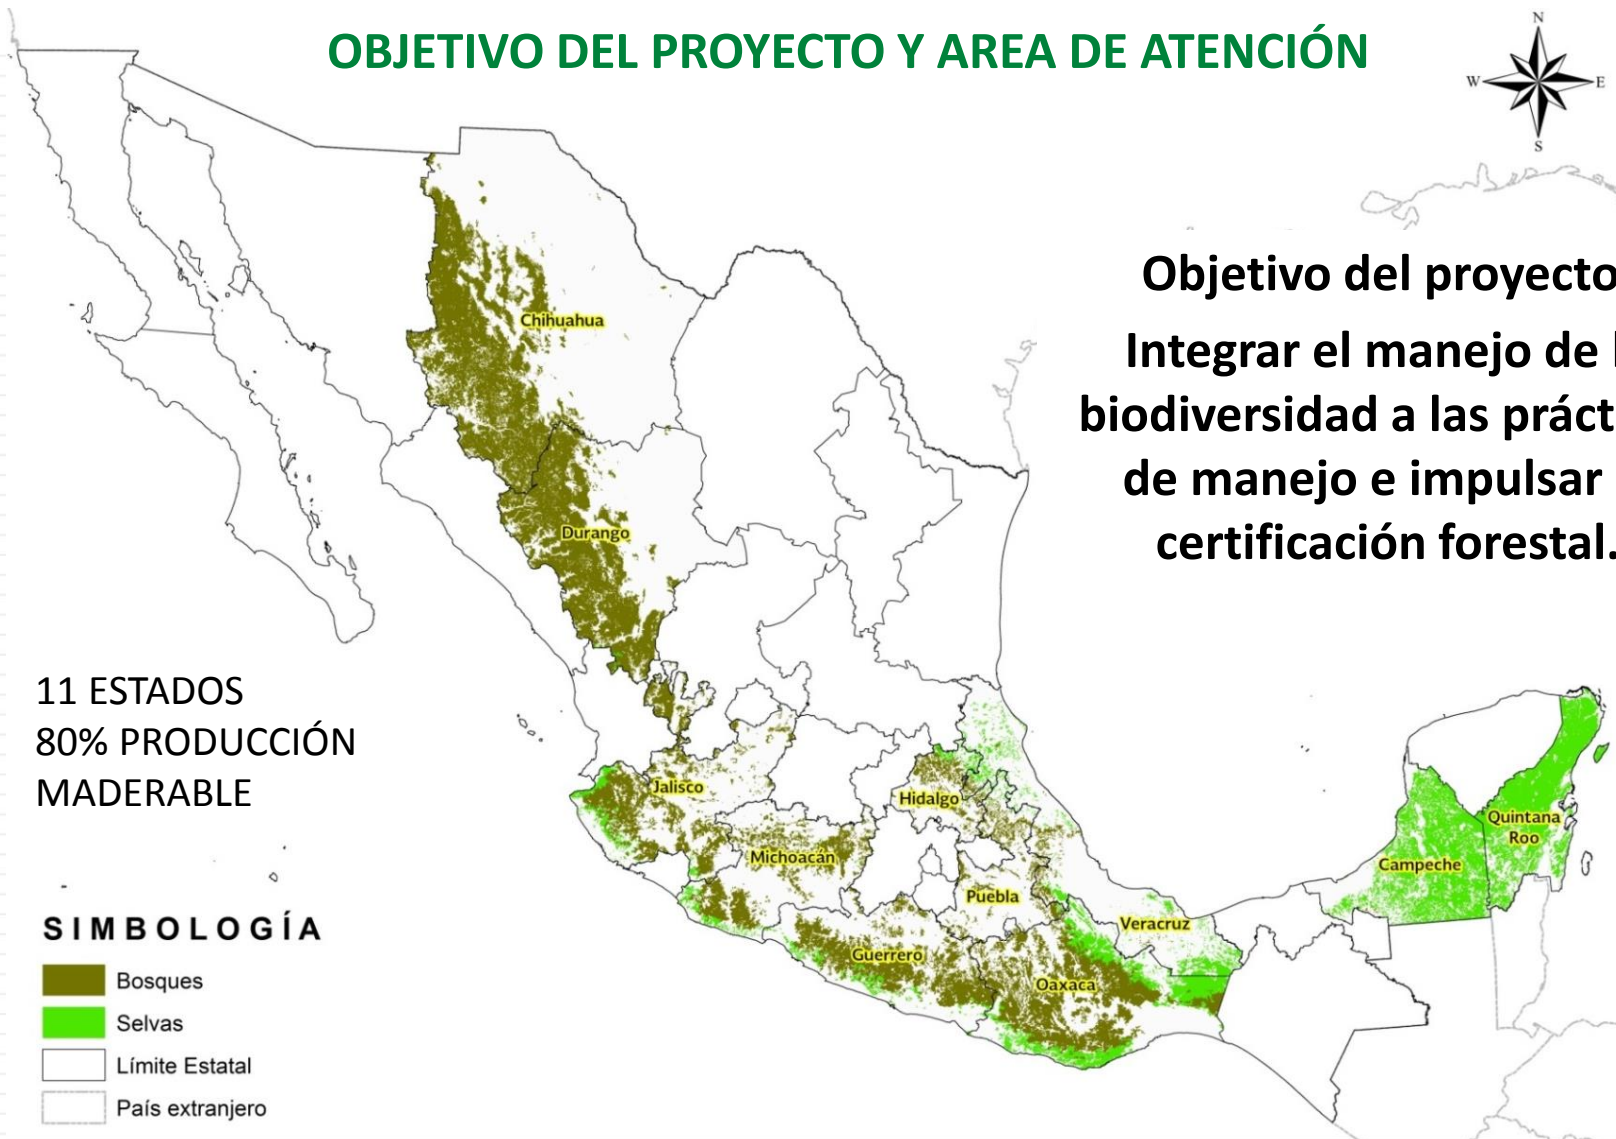 OBJETIVO DEL PROYECTO Y AREA DE ATENCIÓN
N
W
E
S
Objetivo del proyecto
Integrar el manejo de
biodiversidad a las práct
de manejo e impulsar
certificación forestal.
Chihuahua
Durango
11 ESTADOS
80% PRODUCCIÓN
MADERABLE
Jalisco
Hidalgo
Michoacán
Puebla
Veracruz
Guerrero
Oaxaca
Campeche
Quintana
Roo
SIMBOLOGÍA
Bosques
Selvas
Límite Estatal
País extranjero